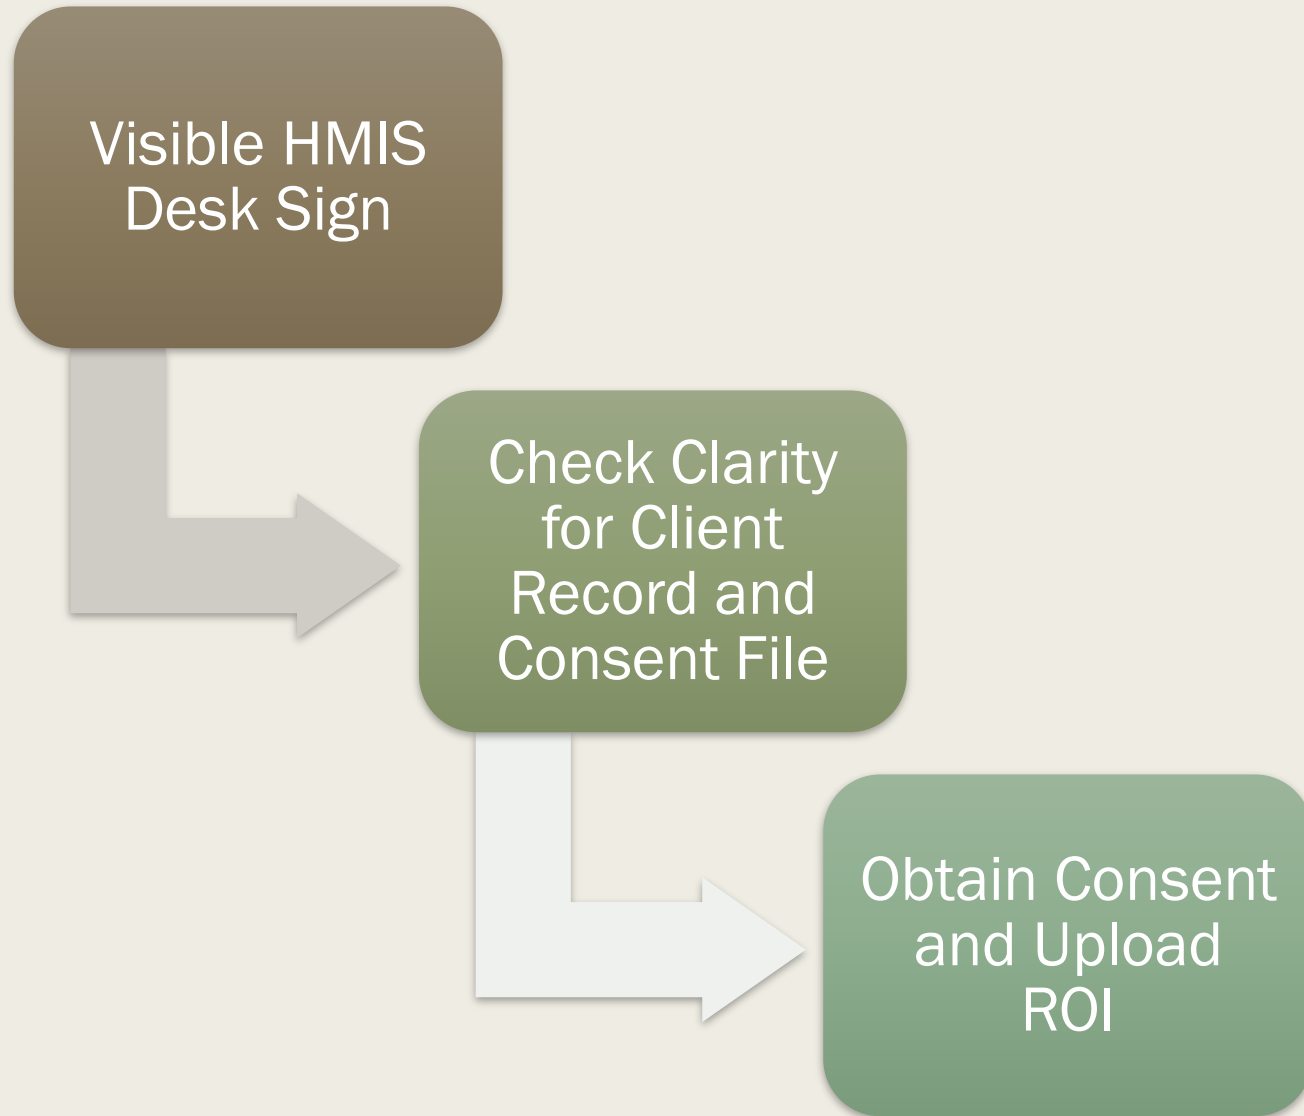 Visible HMIS
Desk Sign
Check Clarity
for Client
Record and
Consent File
Obtain Consent
and Upload
ROI